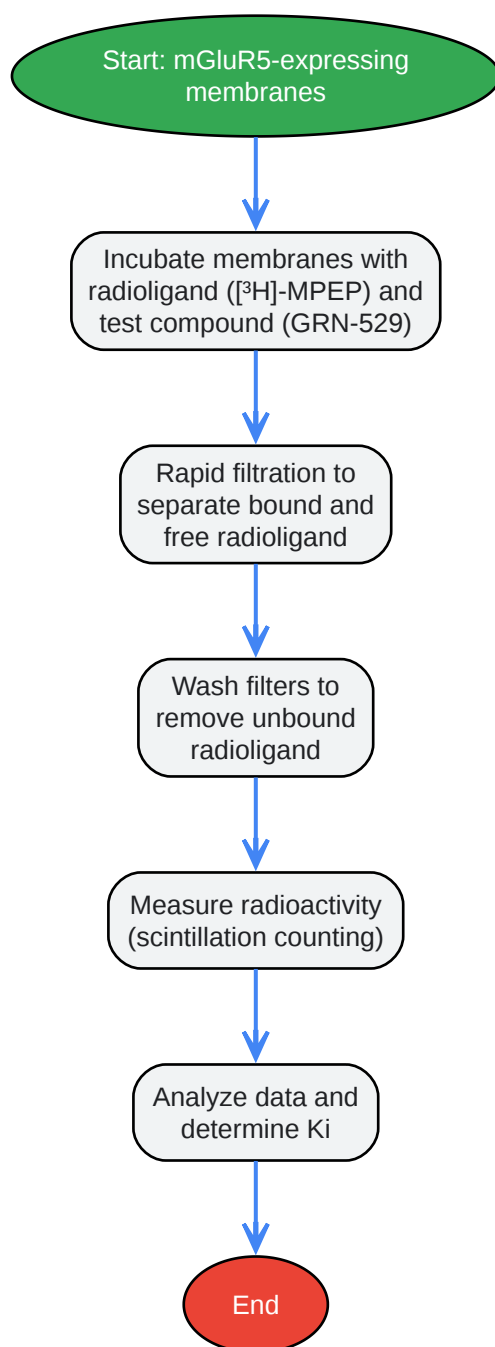 Start: mGluR5-expressing
membranes
Incubate membranes with
radioligand ([³H]-MPEP) and
test compound (GRN-529)
Rapid filtration to
separate bound and
free radioligand
Wash filters to
remove unbound
radioligand
Measure radioactivity
(scintillation counting)
Analyze data and
determine Ki
End